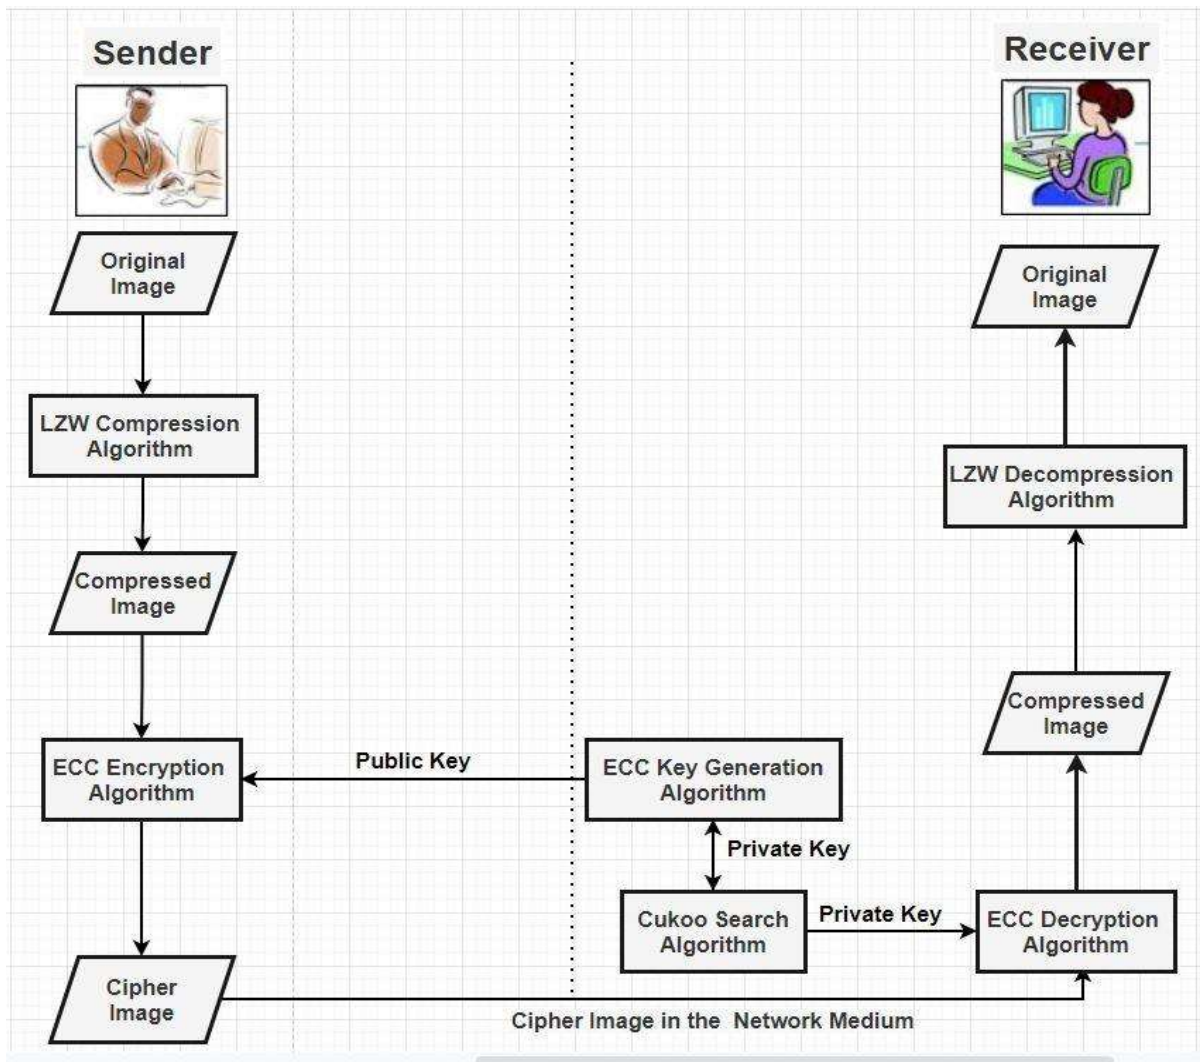 Sender
Original
Image
LZW Compression
Algorithm
Compressed
Image
ECC Encryption
Algorithm
Cipher
Image
Public Key
ECC Key Generation
Algorithm
Private Key
Cukoo Search
Algorithm
Private Key
Cipher Image in the Network Medium
Receiver
Original
Image
LZW Decompression
Algorithm
Compressed
Image
ECC Decryption
Algorithm